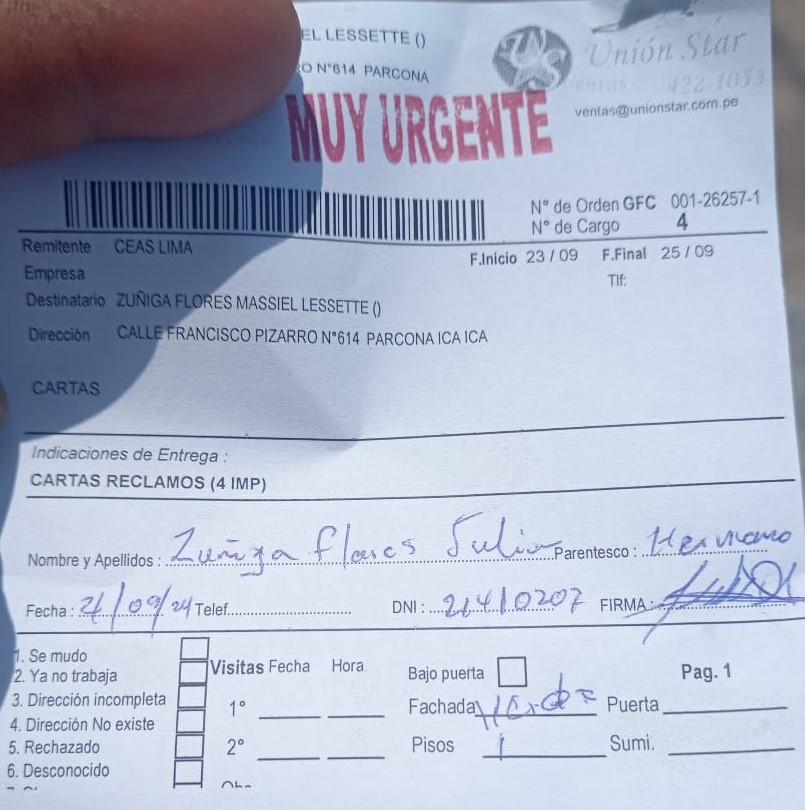 EL LESSETTE ()
O N°614 PARCONA
Unión Star
422-1053
ventas@unionstar.com.pe
MUY URGENTE
N° de Orden GFC 001-26257-1
N° de Cargo 4
Remitente CEAS LIMA
F.Inicio 23 / 09 F.Final 25 / 09
Empresa
Tlf:
Destinatario ZUÑIGA FLORES MASSIEL LESSETTE ()
Dirección CALLE FRANCISCO PIZARRO N°614 PARCONA ICA ICA
CARTAS
Indicaciones de Entrega :
CARTAS RECLAMOS (4 IMP)
Nombre y Apellidos : Zuñiga flores Julio Parentesco : Hermano
Fecha : /09/24 Telef. DNI : 21410207 FIRMA :
1. Se mudo
2. Ya no trabaja
3. Dirección incompleta
4. Dirección No existe
5. Rechazado
6. Desconocido
Visitas Fecha Hora
1°
2°
Bajo puerta
Pag. 1
Fachada Verde Puerta
Pisos 1 Sumi.